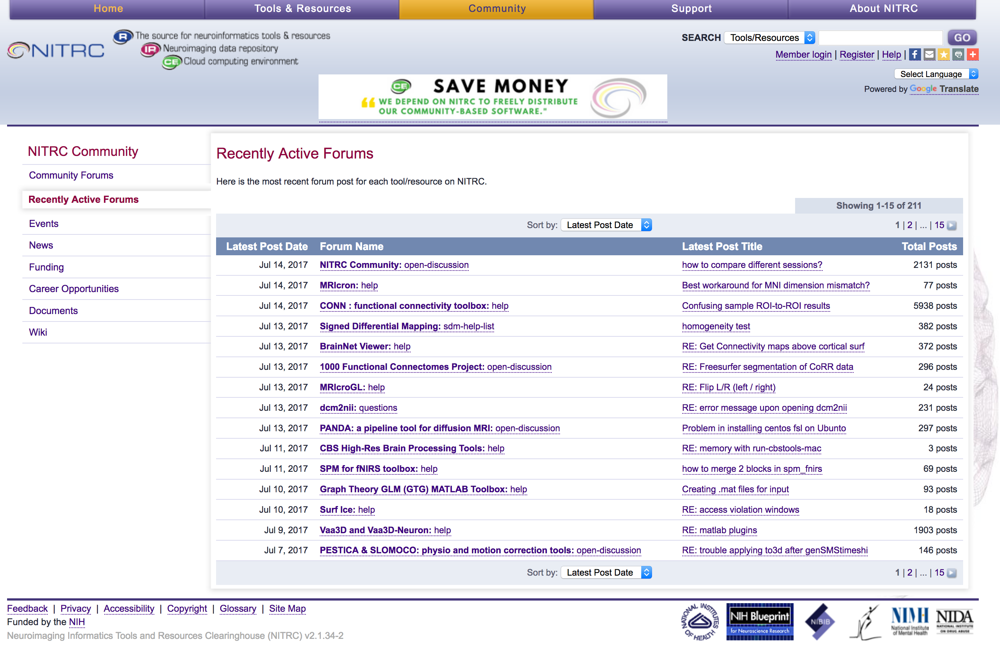 Home Tools & Resources Community Support About NITRC
NITRC
R The source for neuroinformatics tools & resources
IR Neuroimaging data repository
CE Cloud computing environment
SEARCH Tools/Resources GO
Member login | Register | Help |
Select Language
Powered by Google Translate
CE SAVE MONEY
“ WE DEPEND ON NITRC TO FREELY DISTRIBUTE
OUR COMMUNITY-BASED SOFTWARE."
NITRC Community
Community Forums
Recently Active Forums
Events
News
Funding
Career Opportunities
Documents
Wiki
Recently Active Forums
Here is the most recent forum post for each tool/resource on NITRC.
Showing 1-15 of 211
Sort by: Latest Post Date 1 | 2 | ... | 15
Latest Post Date Forum Name Latest Post Title Total Posts
Jul 14, 2017 NITRC Community: open-discussion how to compare different sessions? 2131 posts
Jul 14, 2017 MRIcron: help Best workaround for MNI dimension mismatch? 77 posts
Jul 14, 2017 CONN : functional connectivity toolbox: help Confusing sample ROI-to-ROI results 5938 posts
Jul 13, 2017 Signed Differential Mapping: sdm-help-list homogeneity test 382 posts
Jul 13, 2017 BrainNet Viewer: help RE: Get Connectivity maps above cortical surf 372 posts
Jul 13, 2017 1000 Functional Connectomes Project: open-discussion RE: Freesurfer segmentation of CoRR data 296 posts
Jul 13, 2017 MRIcroGL: help RE: Flip L/R (left / right) 24 posts
Jul 13, 2017 dcm2nii: questions RE: error message upon opening dcm2nii 231 posts
Jul 13, 2017 PANDA: a pipeline tool for diffusion MRI: open-discussion Problem in installing centos fsl on Ubunto 297 posts
Jul 11, 2017 CBS High-Res Brain Processing Tools: help RE: memory with run-cbstools-mac 3 posts
Jul 11, 2017 SPM for fNIRS toolbox: help how to merge 2 blocks in spm_fnirs 69 posts
Jul 10, 2017 Graph Theory GLM (GTG) MATLAB Toolbox: help Creating .mat files for input 93 posts
Jul 10, 2017 Surf Ice: help RE: access violation windows 18 posts
Jul 9, 2017 Vaa3D and Vaa3D-Neuron: help RE: matlab plugins 1903 posts
Jul 7, 2017 PESTICA & SLOMOCO: physio and motion correction tools: open-discussion RE: trouble applying to3d after genSMStimeshi 146 posts
Sort by: Latest Post Date 1 | 2 | ... | 15
Feedback | Privacy | Accessibility | Copyright | Glossary | Site Map
Funded by the NIH
Neuroimaging Informatics Tools and Resources Clearinghouse (NITRC) v2.1.34-2
NATIONAL INSTITUTES OF HEALTH
NIH Blueprint
for Neuroscience Research
NIBIB
NIMH
National Institute
of Mental Health
NIDA
NATIONAL INSTITUTE
ON DRUG ABUSE